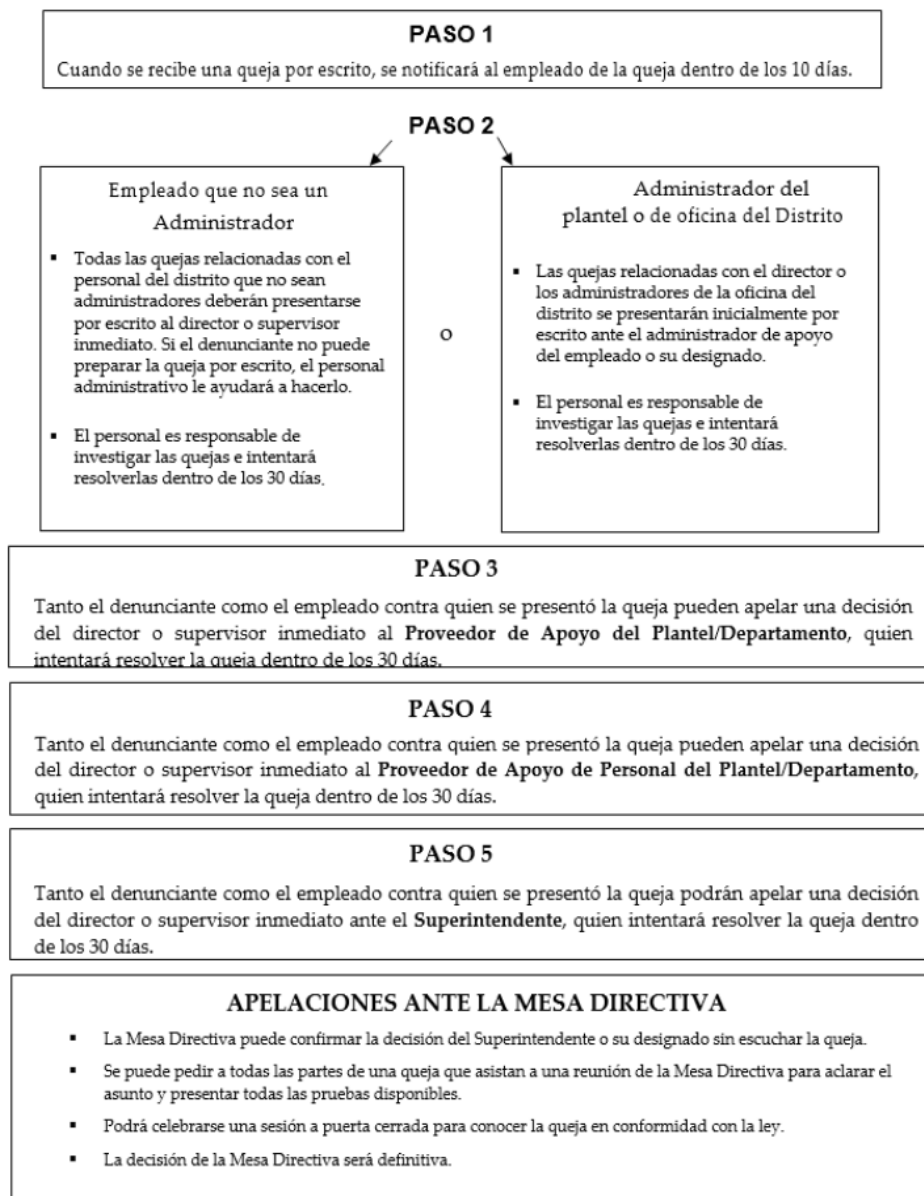 PASO 1
Cuando se recibe una queja por escrito, se notificará al empleado de la queja dentro de los 10 días.
PASO 2
Empleado que no sea un
Administrador
▪ Todas las quejas relacionadas con el
personal del distrito que no sean
administradores deberán presentarse
por escrito al director o supervisor
inmediato. Si el denunciante no puede
preparar la queja por escrito, el personal
administrativo le ayudará a hacerlo.
▪ El personal es responsable de
investigar las quejas e intentará
resolverlas dentro de los 30 días.
o
Administrador del
plantel o de oficina del Distrito
▪ Las quejas relacionadas con el director o
los administradores de la oficina del
distrito se presentarán inicialmente por
escrito ante el administrador de apoyo
del empleado o su designado.
▪ El personal es responsable de
investigar las quejas e intentará
resolverlas dentro de los 30 días.
PASO 3
Tanto el denunciante como el empleado contra quien se presentó la queja pueden apelar una decisión
del director o supervisor inmediato al Proveedor de Apoyo del Plantel/Departamento, quien
intentará resolver la queja dentro de los 30 días.
PASO 4
Tanto el denunciante como el empleado contra quien se presentó la queja pueden apelar una decisión
del director o supervisor inmediato al Proveedor de Apoyo de Personal del Plantel/Departamento,
quien intentará resolver la queja dentro de los 30 días.
PASO 5
Tanto el denunciante como el empleado contra quien se presentó la queja podrán apelar una decisión
del director o supervisor inmediato ante el Superintendente, quien intentará resolver la queja dentro
de los 30 días.
APELACIONES ANTE LA MESA DIRECTIVA
▪ La Mesa Directiva puede confirmar la decisión del Superintendente o su designado sin escuchar la queja.
▪ Se puede pedir a todas las partes de una queja que asistan a una reunión de la Mesa Directiva para aclarar el
asunto y presentar todas las pruebas disponibles.
▪ Podrá celebrarse una sesión a puerta cerrada para conocer la queja en conformidad con la ley.
▪ La decisión de la Mesa Directiva será definitiva.